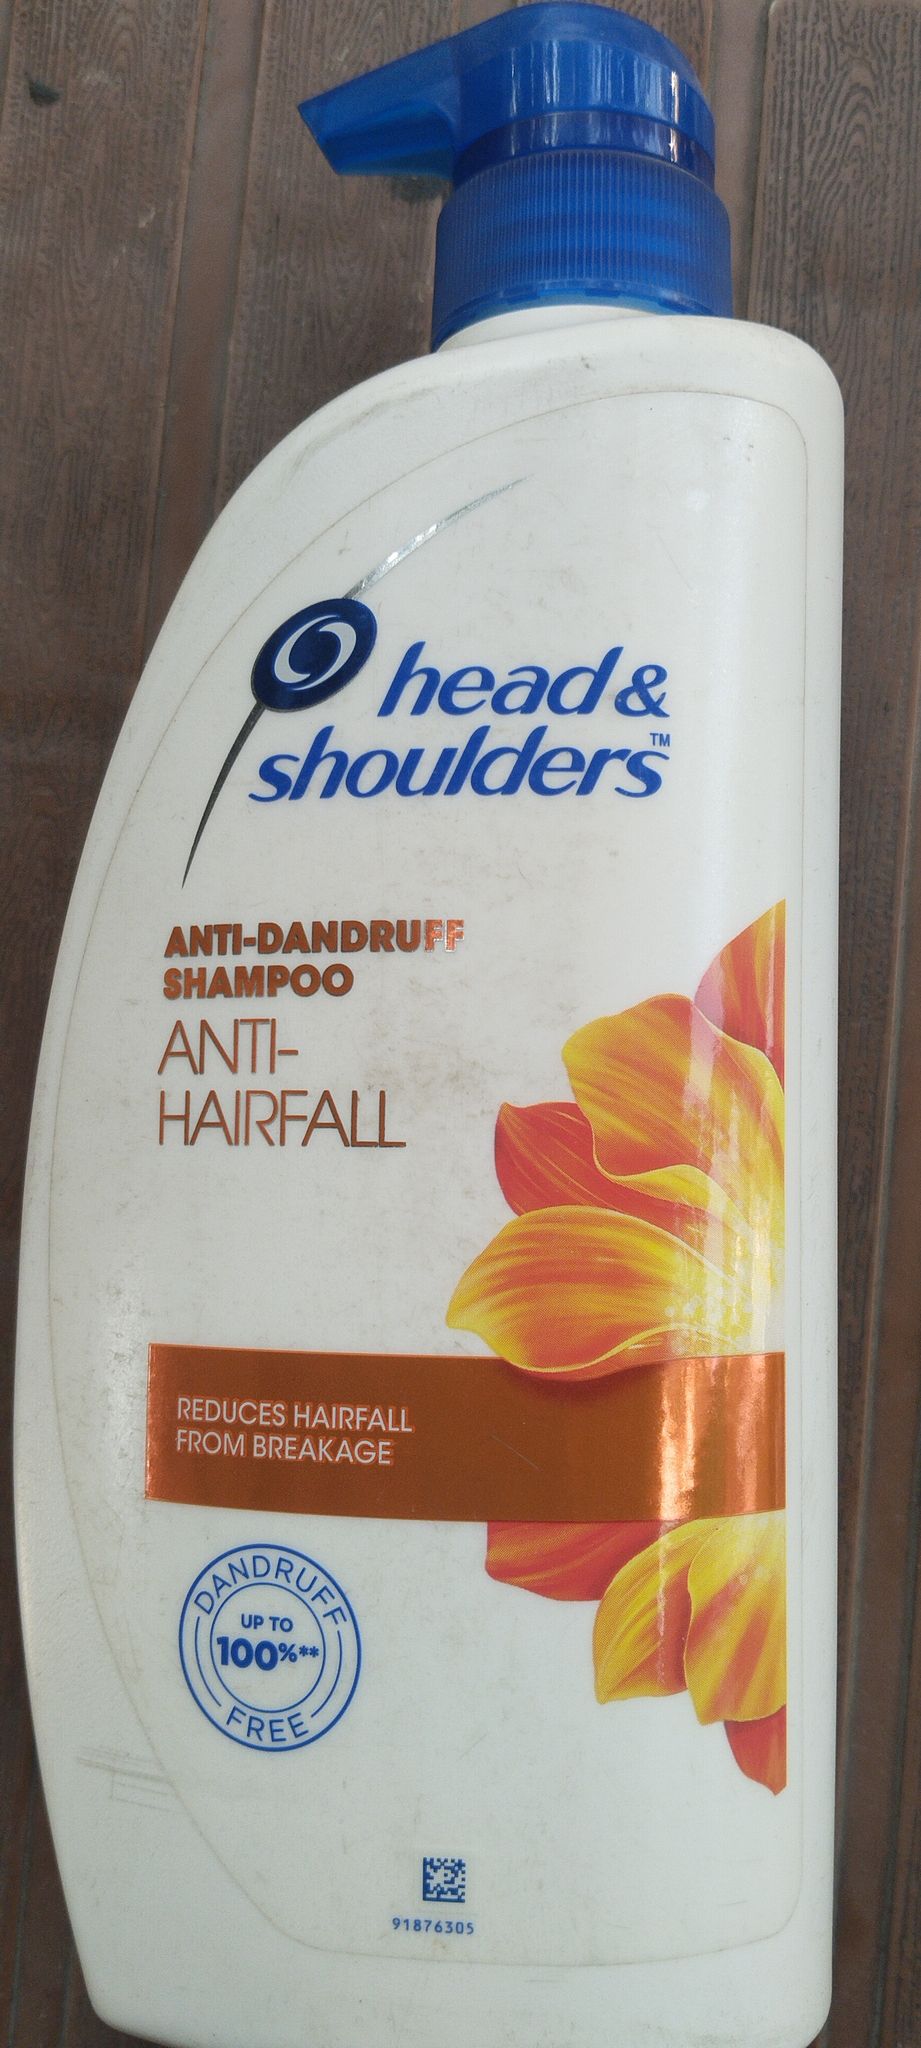 head &
shoulders™
ANTI-DANDRUFF
SHAMPOO
ANTI-
HAIRFALL
REDUCES HAIRFALL
FROM BREAKAGE
DANDRUFF
UP TO
100%**
FREE
91876305